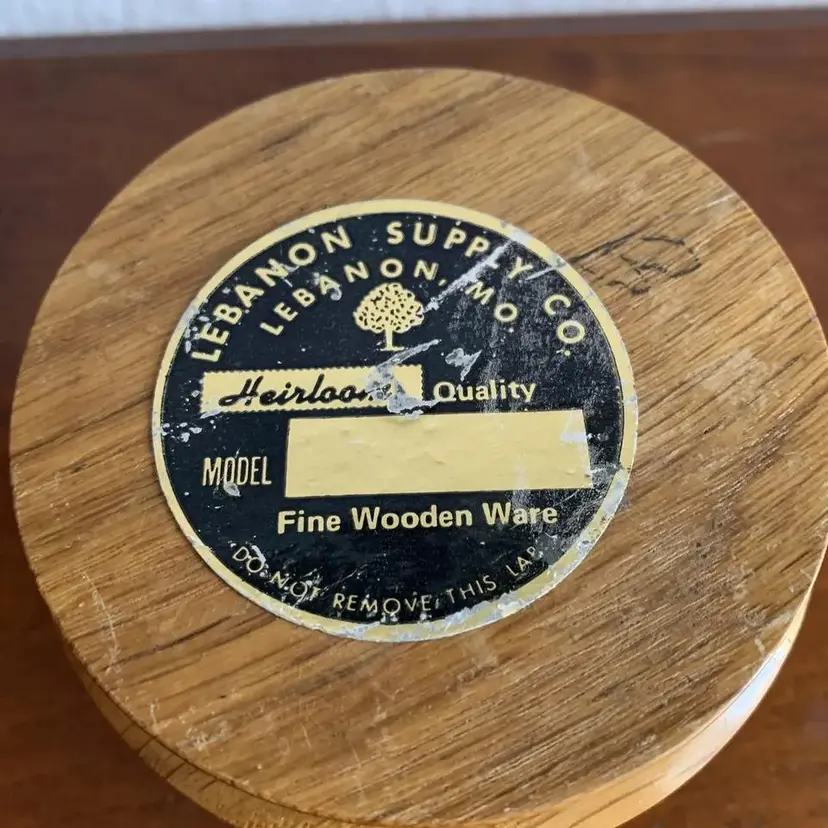 LEBANON SUPPLY CO.
LEBANON, MO.
Heirloom Quality
MODEL
Fine Wooden Ware
DO NOT REMOVE THIS